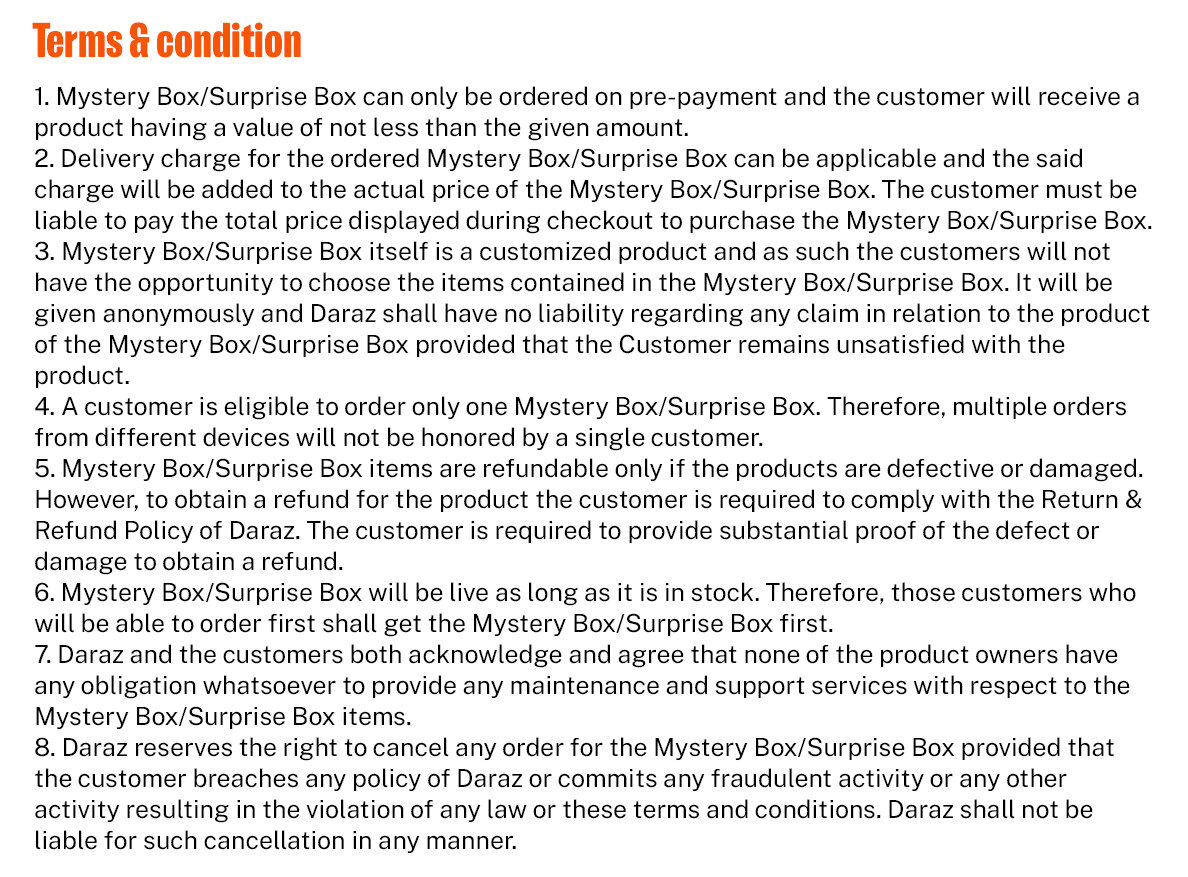 Terms & condition
1. Mystery Box/Surprise Box can only be ordered on pre-payment and the customer will receive a
product having a value of not less than the given amount.
2. Delivery charge for the ordered Mystery Box/Surprise Box can be applicable and the said
charge will be added to the actual price of the Mystery Box/Surprise Box. The customer must be
liable to pay the total price displayed during checkout to purchase the Mystery Box/Surprise Box.
3. Mystery Box/Surprise Box itself is a customized product and as such the customers will not
have the opportunity to choose the items contained in the Mystery Box/Surprise Box. It will be
given anonymously and Daraz shall have no liability regarding any claim in relation to the product
of the Mystery Box/Surprise Box provided that the Customer remains unsatisfied with the
product.
4. A customer is eligible to order only one Mystery Box/Surprise Box. Therefore, multiple orders
from different devices will not be honored by a single customer.
5. Mystery Box/Surprise Box items are refundable only if the products are defective or damaged.
However, to obtain a refund for the product the customer is required to comply with the Return &
Refund Policy of Daraz. The customer is required to provide substantial proof of the defect or
damage to obtain a refund.
6. Mystery Box/Surprise Box will be live as long as it is in stock. Therefore, those customers who
will be able to order first shall get the Mystery Box/Surprise Box first.
7. Daraz and the customers both acknowledge and agree that none of the product owners have
any obligation whatsoever to provide any maintenance and support services with respect to the
Mystery Box/Surprise Box items.
8. Daraz reserves the right to cancel any order for the Mystery Box/Surprise Box provided that
the customer breaches any policy of Daraz or commits any fraudulent activity or any other
activity resulting in the violation of any law or these terms and conditions. Daraz shall not be
liable for such cancellation in any manner.